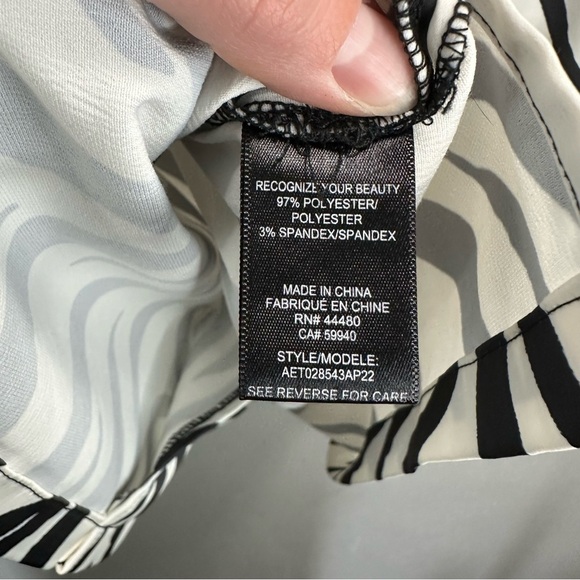 RECOGNIZE YOUR BEAUTY
97% POLYESTER/
POLYESTER
3% SPANDEX/SPANDEX
MADE IN CHINA
FABRIQUÉ EN CHINE
RN# 44480
CA# 59940
STYLE/MODELE:
AET028543AP22
SEE REVERSE FOR CARE